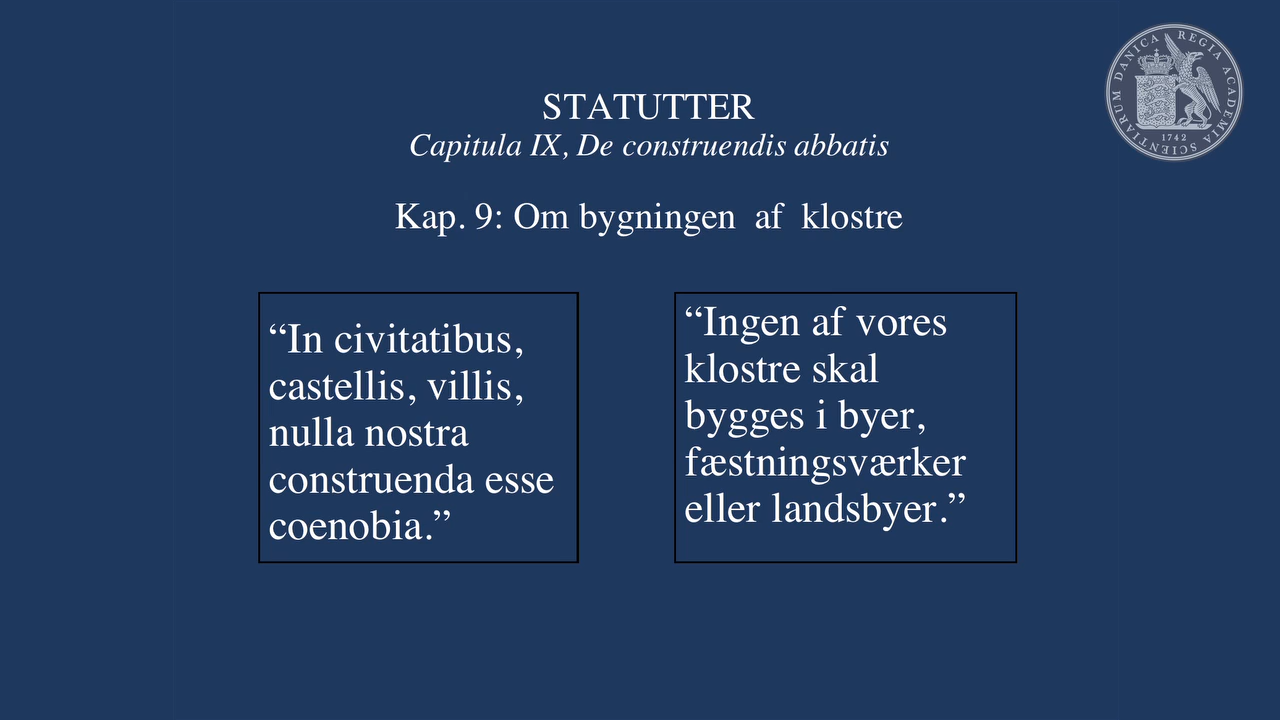 REGIA ACADEMIA SCIENTIARUM DANICA
1742
STATUTTER
Capitula IX, De construendis abbatis
Kap. 9: Om bygningen af klostre
“In civitatibus,
castellis, villis,
nulla nostra
construenda esse
coenobia.”
“Ingen af vores
klostre skal
bygges i byer,
fæstningsværker
eller landsbyer.”